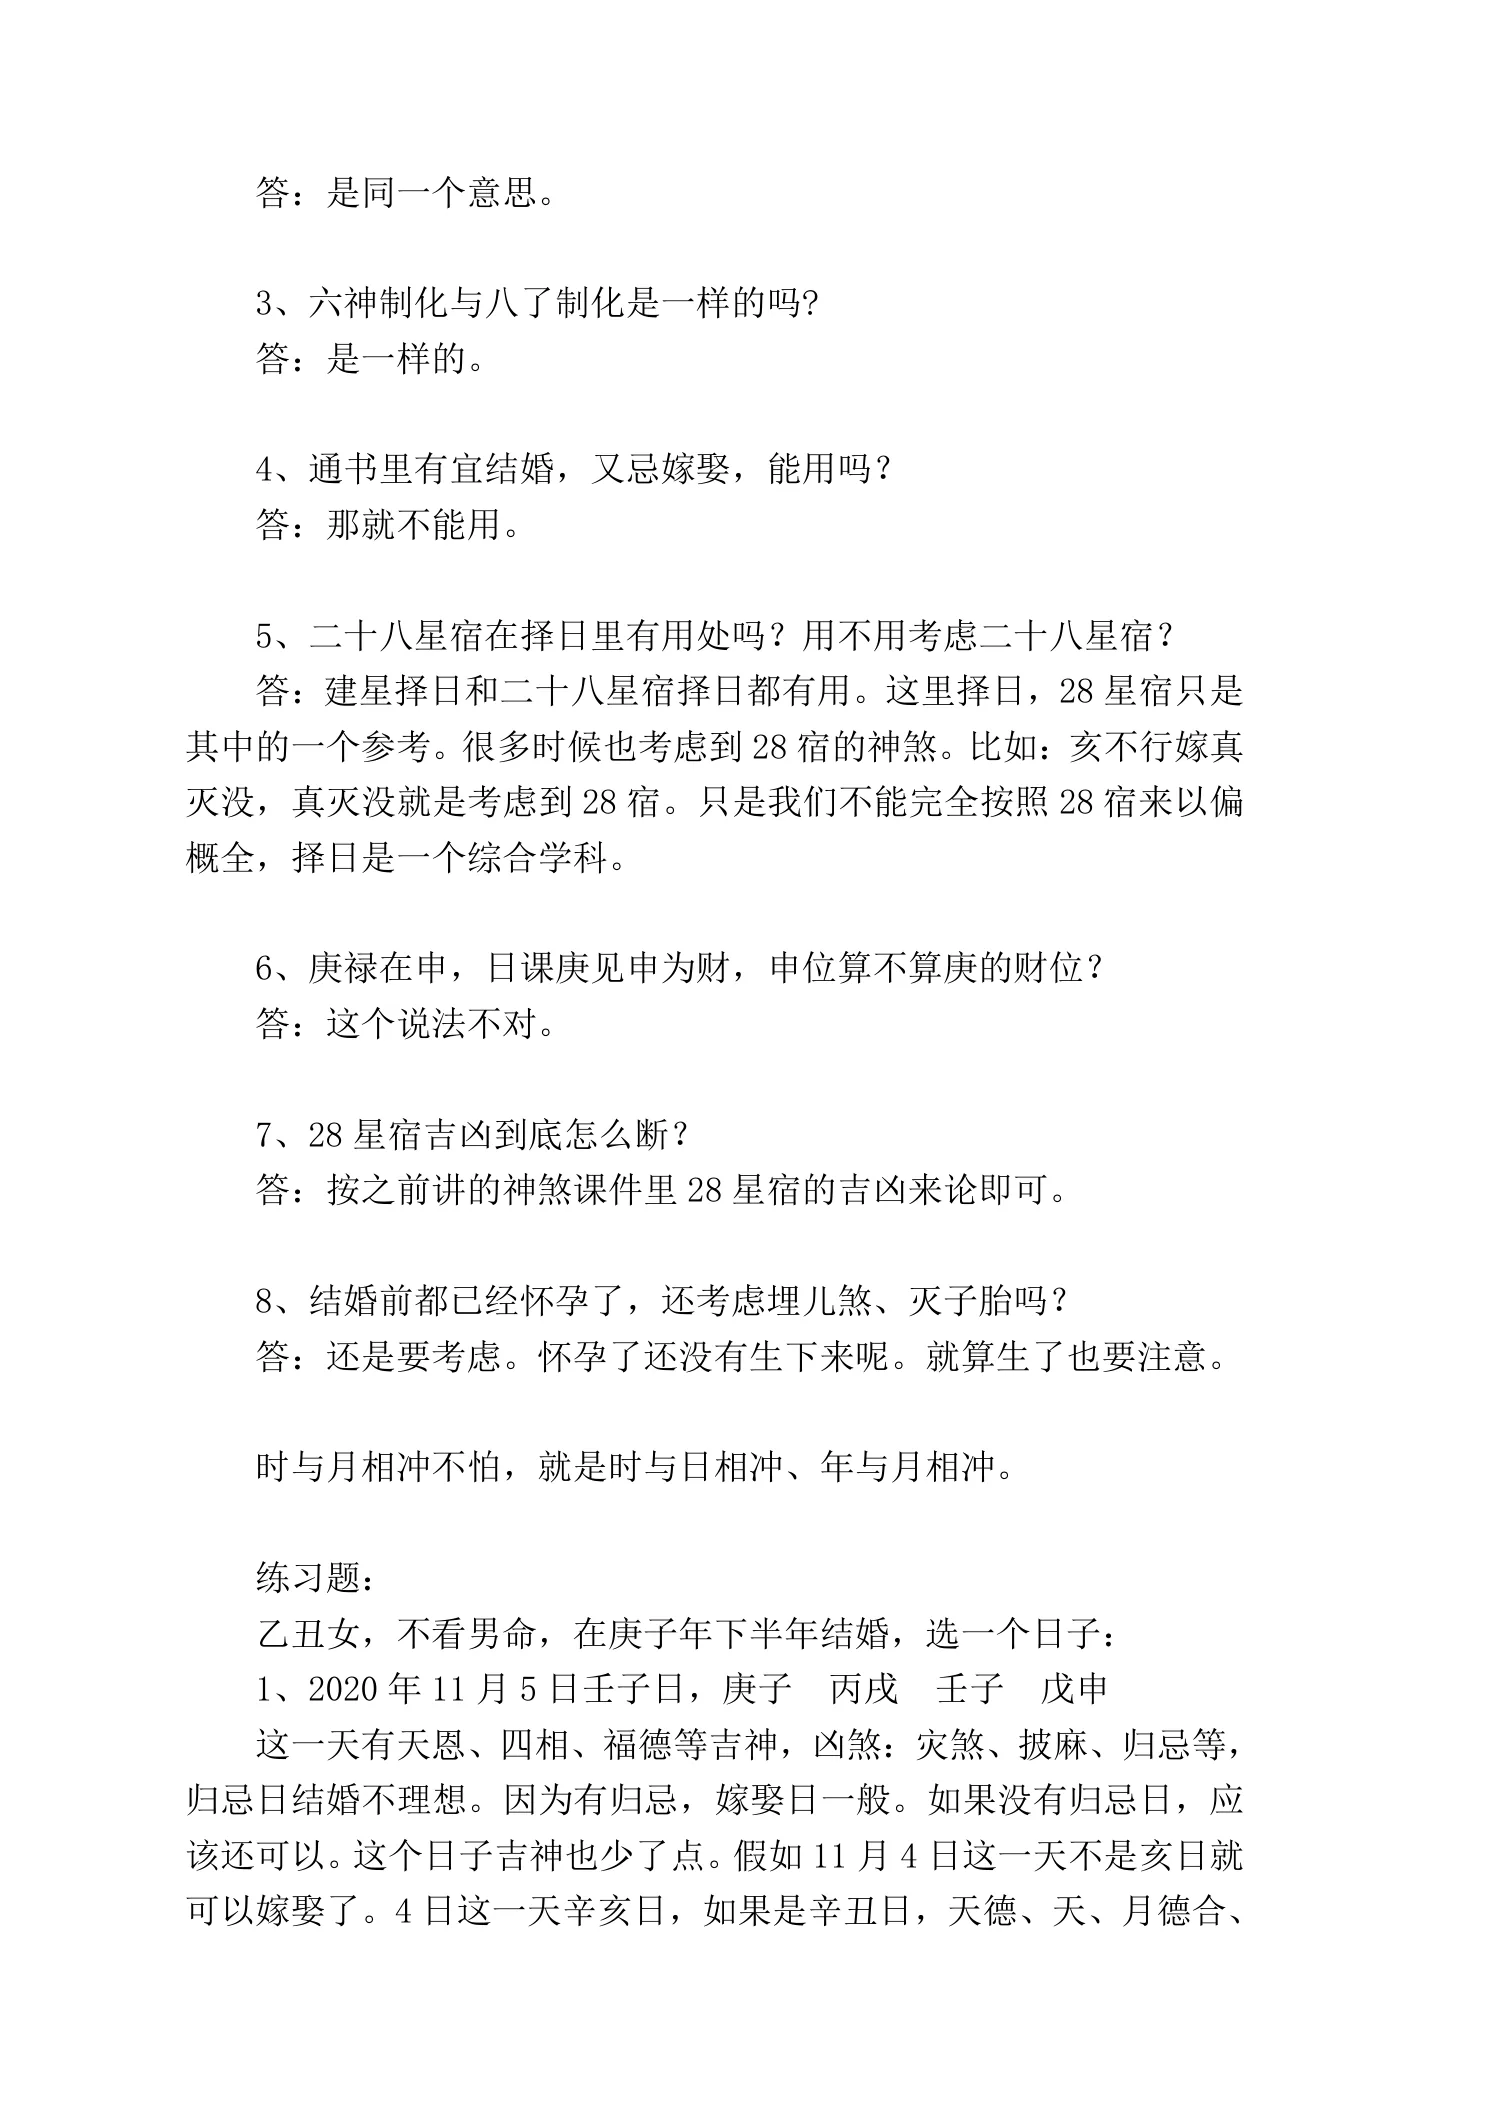 答：是同一个意思。
3、六神制化与八了制化是一样的吗?
答：是一样的。
4、通书里有宜结婚，又忌嫁娶，能用吗？
答：那就不能用。
5、二十八星宿在择日里有用处吗？用不用考虑二十八星宿？
答：建星择日和二十八星宿择日都有用。这里择日，28 星宿只是
其中的一个参考。很多时候也考虑到 28 宿的神煞。比如：亥不行嫁真
灭没，真灭没就是考虑到 28 宿。只是我们不能完全按照 28 宿来以偏
概全，择日是一个综合学科。
6、庚禄在申，日课庚见申为财，申位算不算庚的财位？
答：这个说法不对。
7、28 星宿吉凶到底怎么断？
答：按之前讲的神煞课件里 28 星宿的吉凶来论即可。
8、结婚前都已经怀孕了，还考虑埋儿煞、灭子胎吗？
答：还是要考虑。怀孕了还没有生下来呢。就算生了也要注意。
时与月相冲不怕，就是时与日相冲、年与月相冲。
练习题：
乙丑女，不看男命，在庚子年下半年结婚，选一个日子：
1、2020 年 11 月 5 日壬子日，庚子　丙戌　壬子　戊申
这一天有天恩、四相、福德等吉神，凶煞：灾煞、披麻、归忌等，
归忌日结婚不理想。因为有归忌，嫁娶日一般。如果没有归忌日，应
该还可以。这个日子吉神也少了点。假如 11 月 4 日这一天不是亥日就
可以嫁娶了。4 日这一天辛亥日，如果是辛丑日，天德、天、月德合、